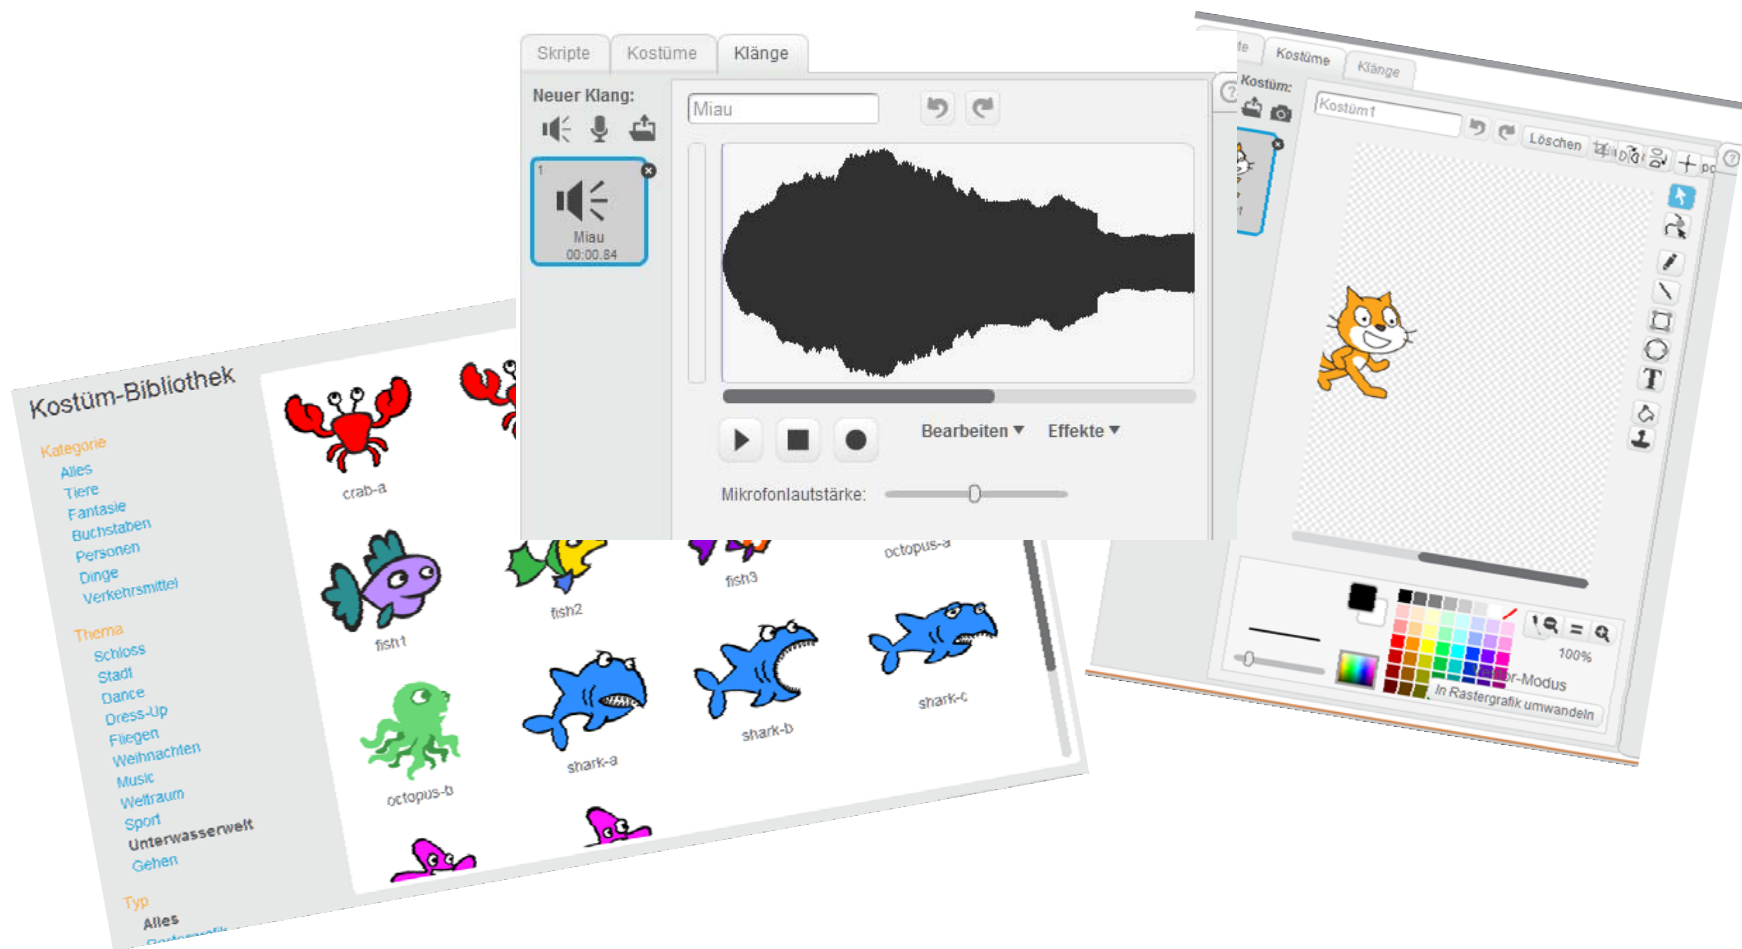 Skripte
Kostüme
Klänge
Neuer Klang:
Miau
1
Miau
00:00.84
Bearbeiten
Effekte
Mikrofonlautstärke:
Kostüme
Klänge
Kostüm:
Kostüm1
Löschen
T
100%
In Rastergrafik umwandeln
Kostüm-Bibliothek
Kategorie
Alles
Tiere
Fantasie
Buchstaben
Personen
Dinge
Verkehrsmittel
Thema
Schloss
Stadt
Dance
Dress-Up
Fliegen
Weihnachten
Music
Weltraum
Sport
Unterwasserwelt
Gehen
Typ
Alles
crab-a
fish1
fish2
fish3
octopus-a
octopus-b
shark-a
shark-b
shark-c